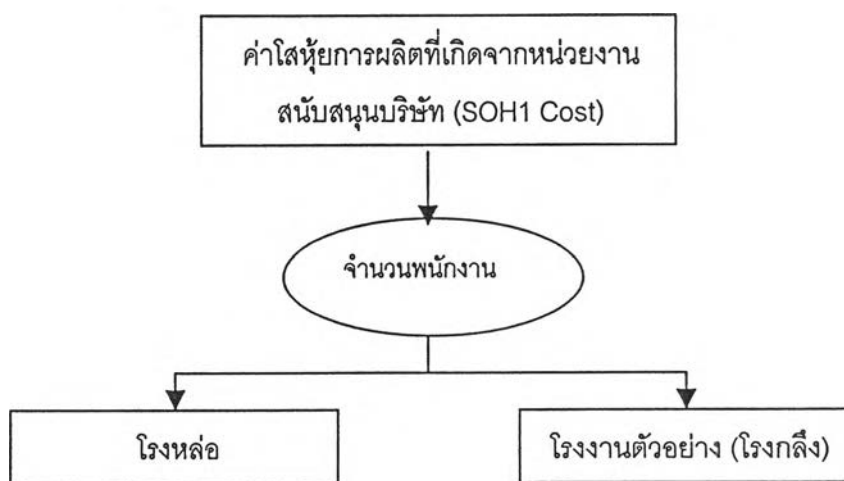 ค่าโสหุ้ยการผลิตที่เกิดจากหน่วยงาน
สนับสนุนบริษัท (SOH1 Cost)
จำนวนพนักงาน
โรงหล่อ
โรงงานตัวอย่าง (โรงกลึง)